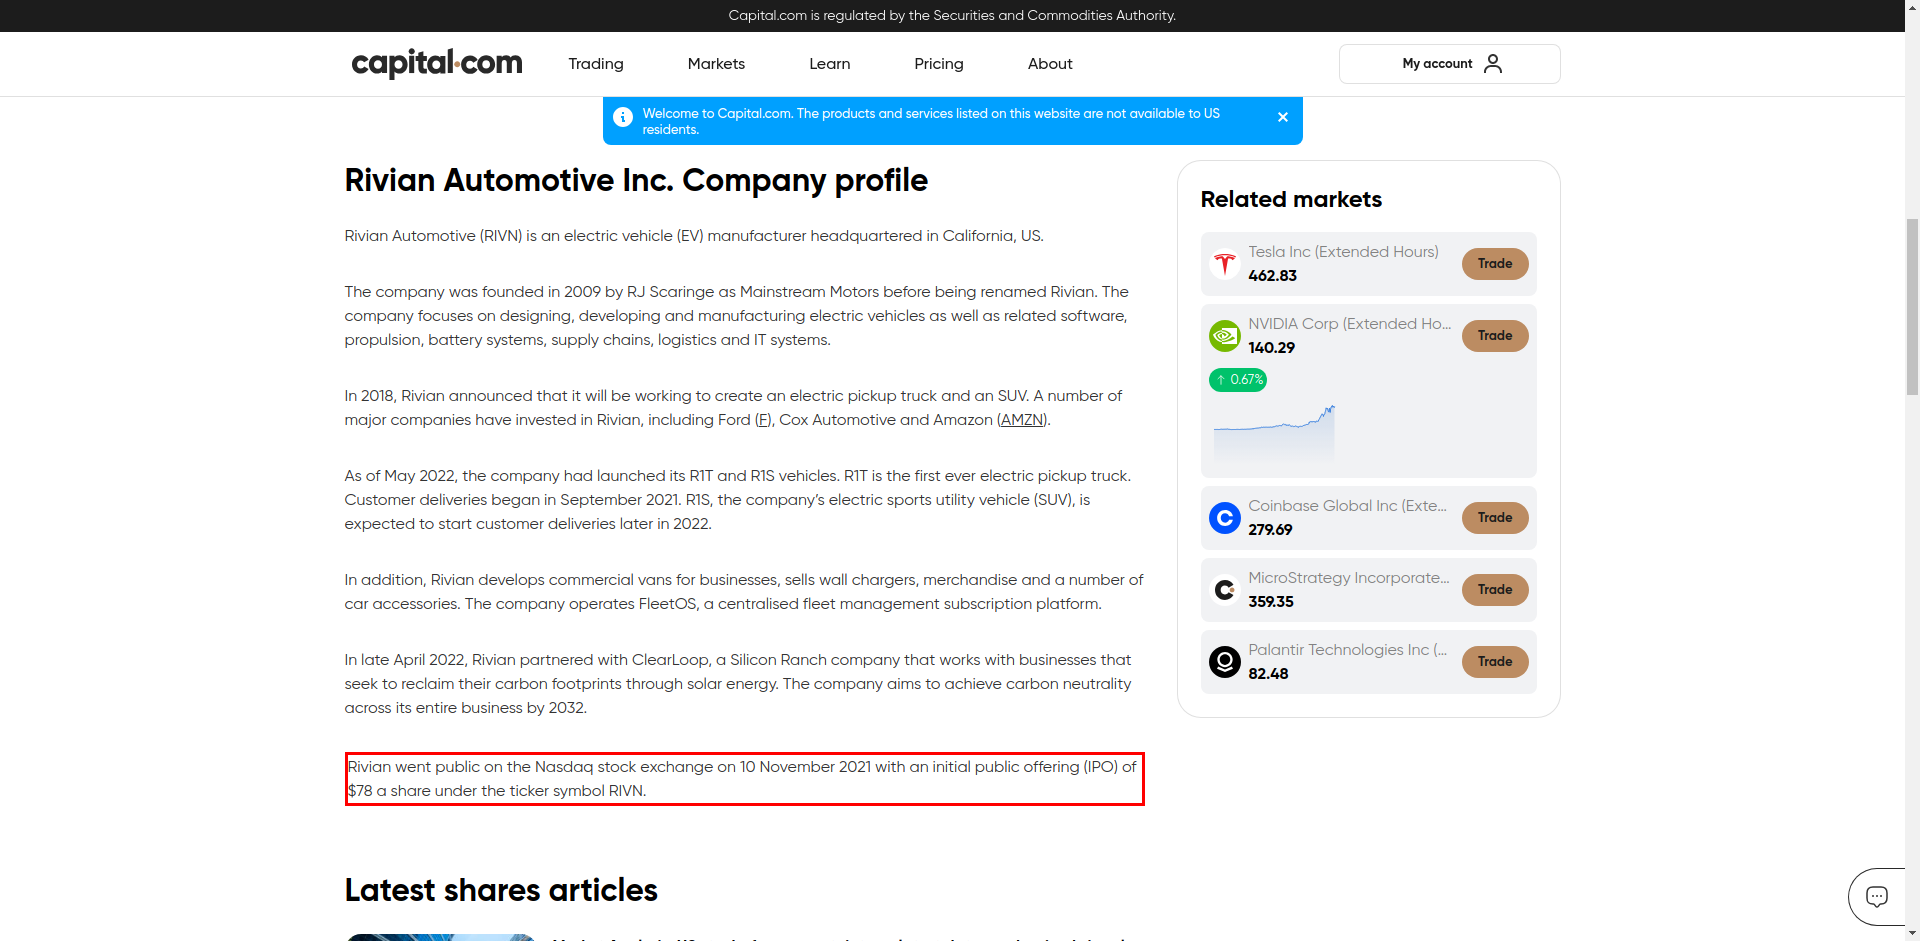 Capital.com is regulated by the Securities and Commodities Authority.
capital.com
Trading
Markets
Learn
Pricing
About
My account
Welcome to Capital.com. The products and services listed on this website are not available to US
residents.
Rivian Automotive Inc. Company profile
Rivian Automotive (RIVN) is an electric vehicle (EV) manufacturer headquartered in California, US.
The company was founded in 2009 by RJ Scaringe as Mainstream Motors before being renamed Rivian. The
company focuses on designing, developing and manufacturing electric vehicles as well as related software,
propulsion, battery systems, supply chains, logistics and IT systems.
In 2018, Rivian announced that it will be working to create an electric pickup truck and an SUV. A number of
major companies have invested in Rivian, including Ford (F), Cox Automotive and Amazon (AMZN).
As of May 2022, the company had launched its R1T and R1S vehicles. R1T is the first ever electric pickup truck.
Customer deliveries began in September 2021. R1S, the company’s electric sports utility vehicle (SUV), is
expected to start customer deliveries later in 2022.
In addition, Rivian develops commercial vans for businesses, sells wall chargers, merchandise and a number of
car accessories. The company operates FleetOS, a centralised fleet management subscription platform.
In late April 2022, Rivian partnered with ClearLoop, a Silicon Ranch company that works with businesses that
seek to reclaim their carbon footprints through solar energy. The company aims to achieve carbon neutrality
across its entire business by 2032.
Rivian went public on the Nasdaq stock exchange on 10 November 2021 with an initial public offering (IPO) of
$78 a share under the ticker symbol RIVN.
Related markets
Tesla Inc (Extended Hours)
462.83
Trade
NVIDIA Corp (Extended Ho...
140.29
Trade
↑ 0.67%
Coinbase Global Inc (Exte...
279.69
Trade
MicroStrategy Incorporate...
359.35
Trade
Palantir Technologies Inc (...
82.48
Trade
Latest shares articles